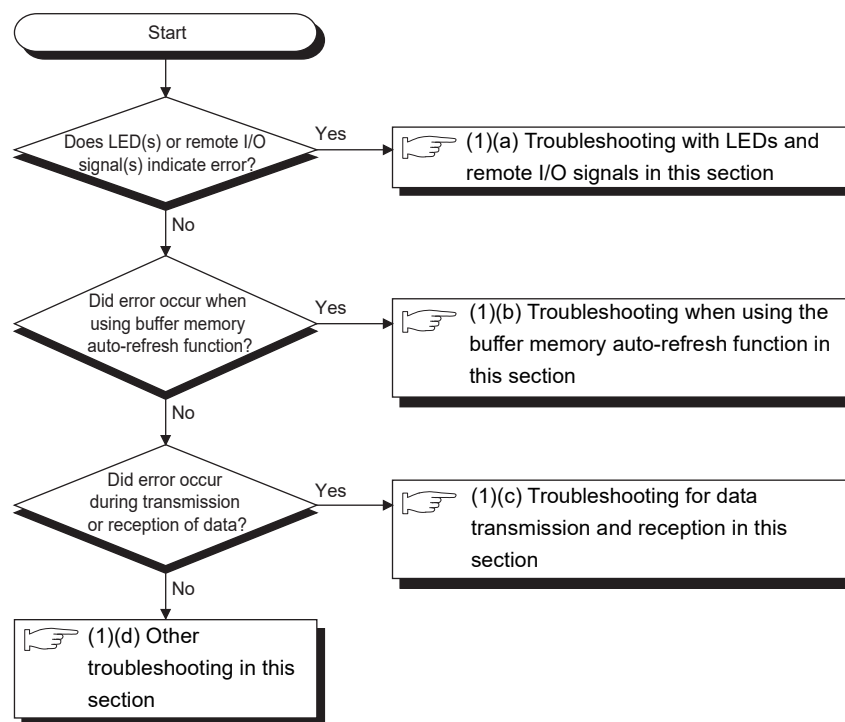 Start
Does LED(s) or remote I/O
signal(s) indicate error?
Yes
(1)(a) Troubleshooting with LEDs and
remote I/O signals in this section
No
Did error occur when
using buffer memory
auto-refresh function?
Yes
(1)(b) Troubleshooting when using the
buffer memory auto-refresh function in
this section
No
Did error occur
during transmission
or reception of data?
Yes
(1)(c) Troubleshooting for data
transmission and reception in this
section
No
(1)(d) Other
troubleshooting in this
section